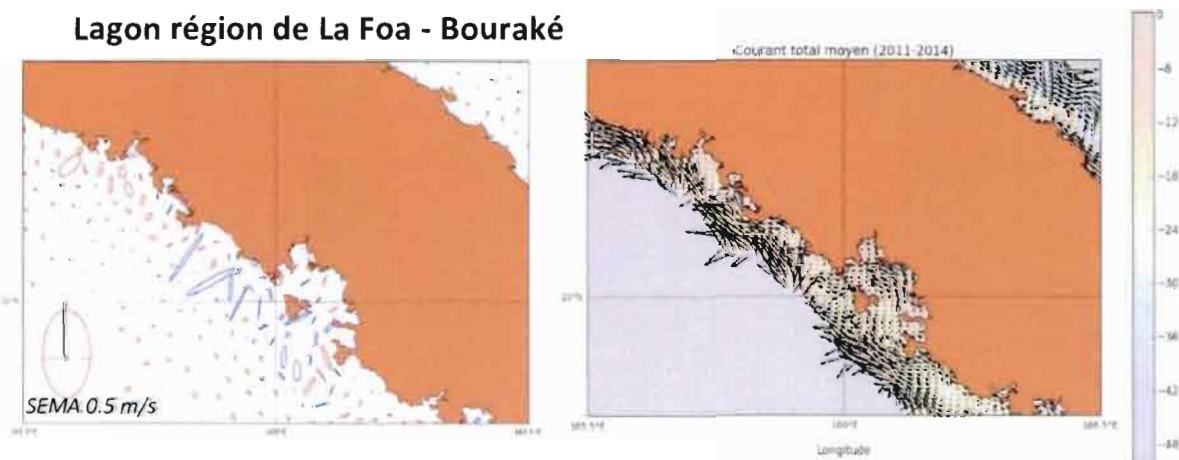 Lagon région de La Foa - Bouraké
Courant total moyen (2011-2014)
0
-6
-12
-18
-24
-30
-36
-42
-48
SEMA 0.5 m/s
Longitude